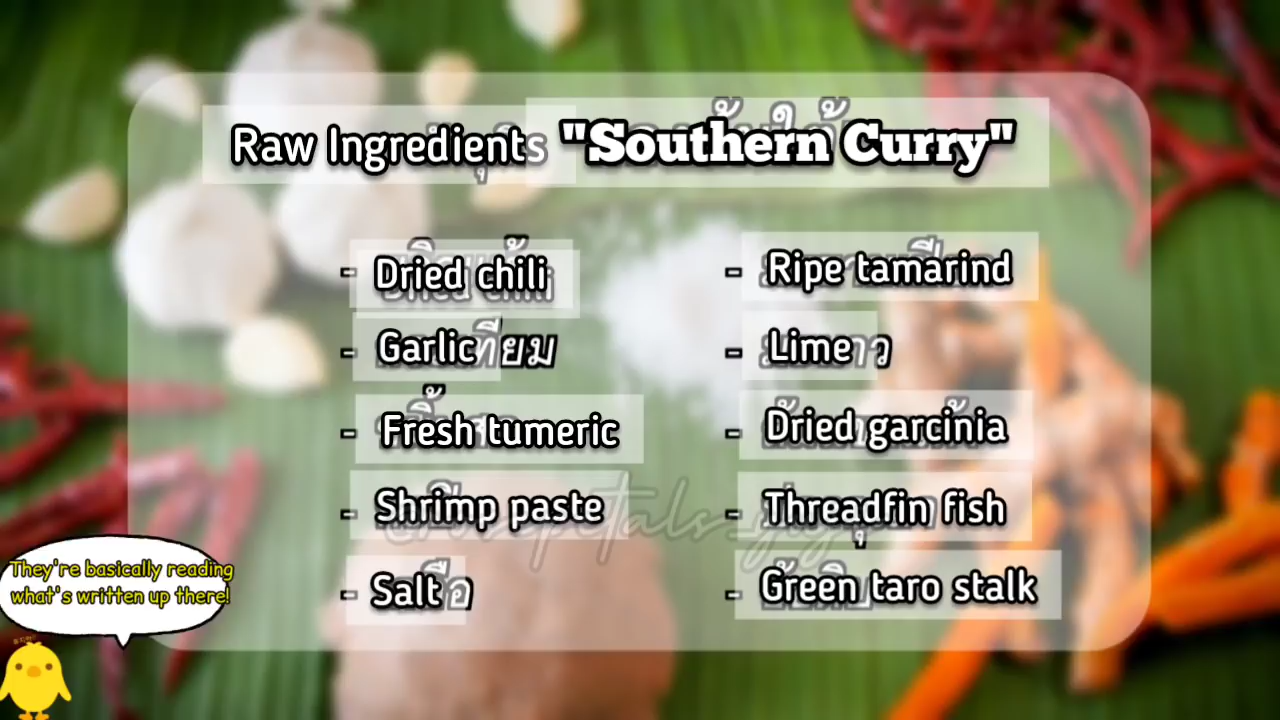 Raw Ingredients "Southern Curry"
- Dried chili
- Garlic
- Fresh tumeric
- Shrimp paste
- Salt
- Ripe tamarind
- Lime
- Dried garcinia
- Threadfin fish
- Green taro stalk
They're basically reading
what's written up there!